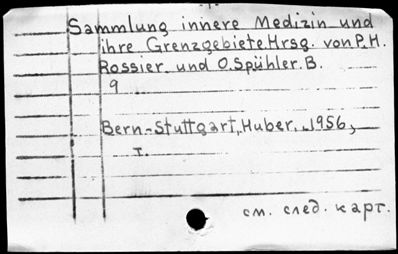 Sammlung innere Medizin und
ihre Grenzgebiete. Hrsg. von P.H.
Rossier und O. Spühler. B.
9
Bern.-Stuttgart, Huber, 1956,
т.
см. след. карт.